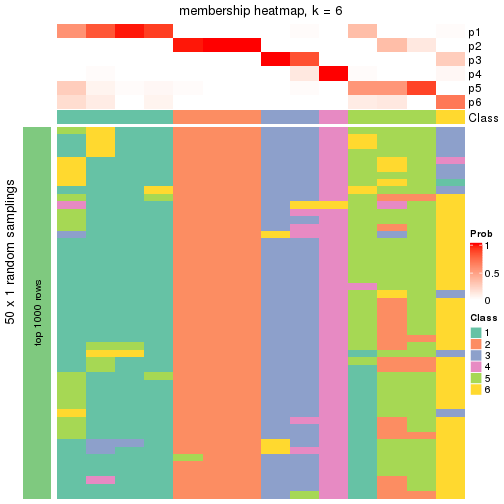 membership heatmap, k = 6
p1
p2
p3
p4
p5
p6
Class
50 x 1 random samplings
top 1000 rows
Prob
1
0.5
0
Class
1
2
3
4
5
6